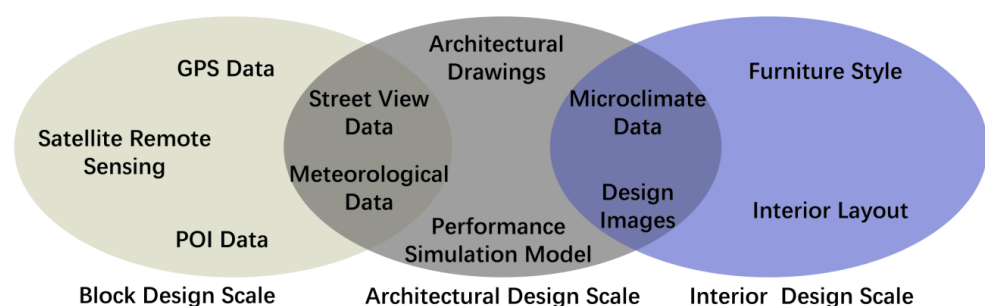 GPS Data
Satellite Remote
Sensing
POI Data
Street View
Data
Meteorological
Data
Architectural
Drawings
Performance
Simulation Model
Microclimate
Data
Design
Images
Furniture Style
Interior Layout
Block Design Scale
Architectural Design Scale
Interior Design Scale